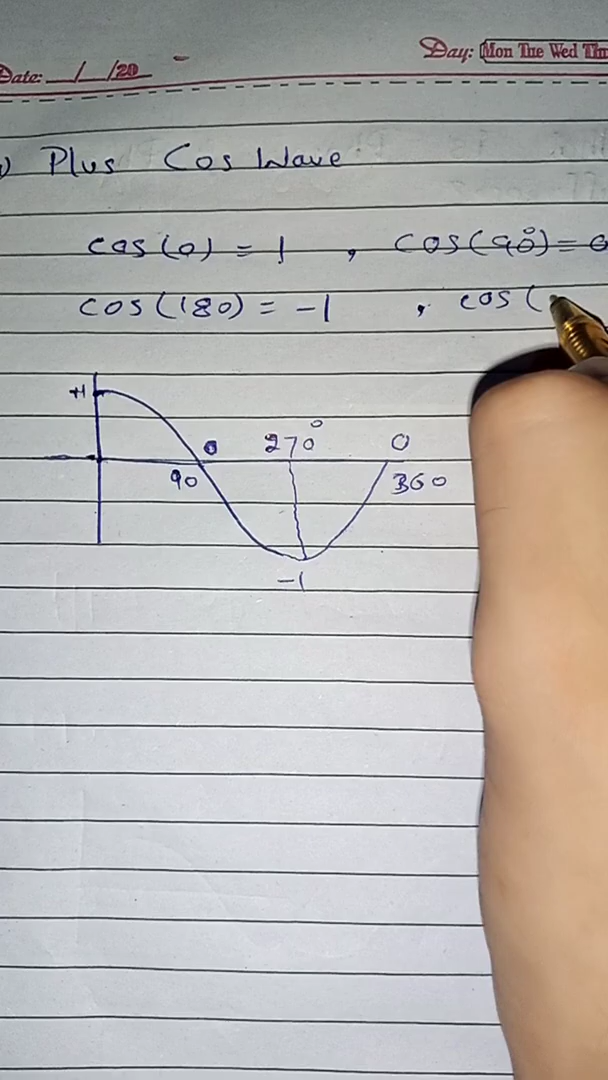 Date: / /20
Day: Mon Tue Wed Thu
) Plus Cos Wave
cos(0) = 1 , cos(90°) = 0
cos(180) = -1 , cos(
+1
0 270° 0
90 360
-1